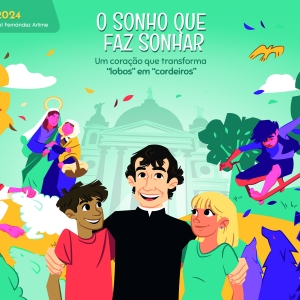 2024
Fernández Artime
O SONHO QUE
FAZ SONHAR
Um coração que transforma
“lobos” em “cordeiros”